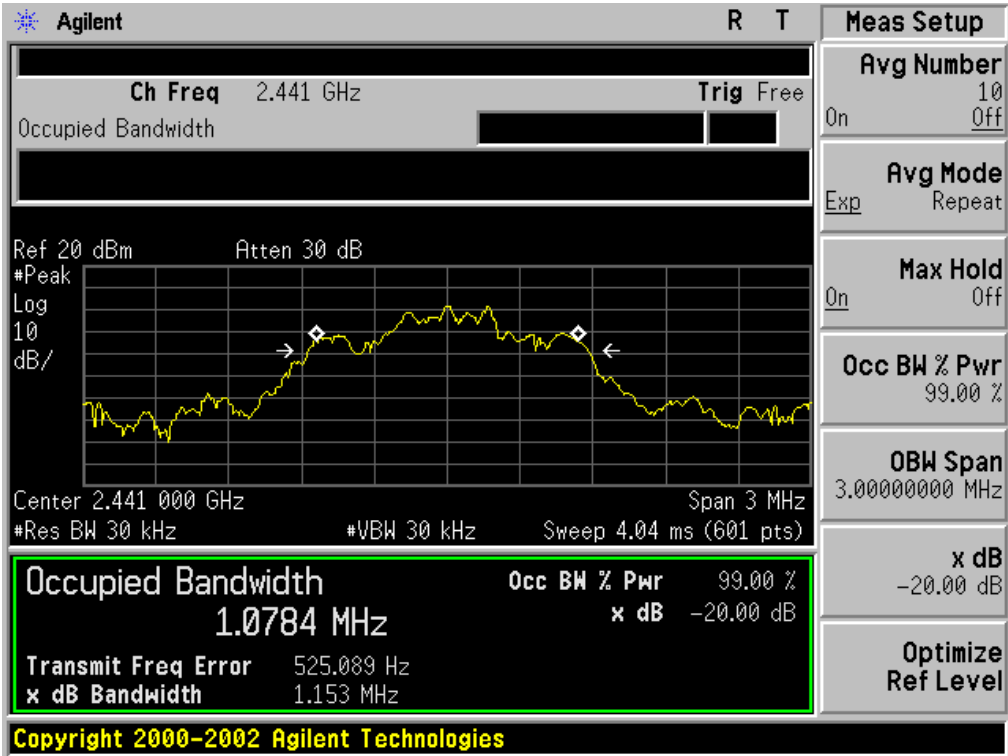 Agilent R T
Ch Freq 2.441 GHz Trig Free
Occupied Bandwidth
Ref 20 dBm Atten 30 dB
#Peak
Log
10
dB/
Center 2.441 000 GHz Span 3 MHz
#Res BW 30 kHz #VBW 30 kHz Sweep 4.04 ms (601 pts)
Occupied Bandwidth
1.0784 MHz
Occ BW % Pwr 99.00 %
x dB -20.00 dB
Transmit Freq Error 525.089 Hz
x dB Bandwidth 1.153 MHz
Copyright 2000-2002 Agilent Technologies
Meas Setup
Avg Number
10
On Off
Avg Mode
Exp Repeat
Max Hold
On Off
Occ BW % Pwr
99.00 %
OBW Span
3.00000000 MHz
x dB
-20.00 dB
Optimize
Ref Level